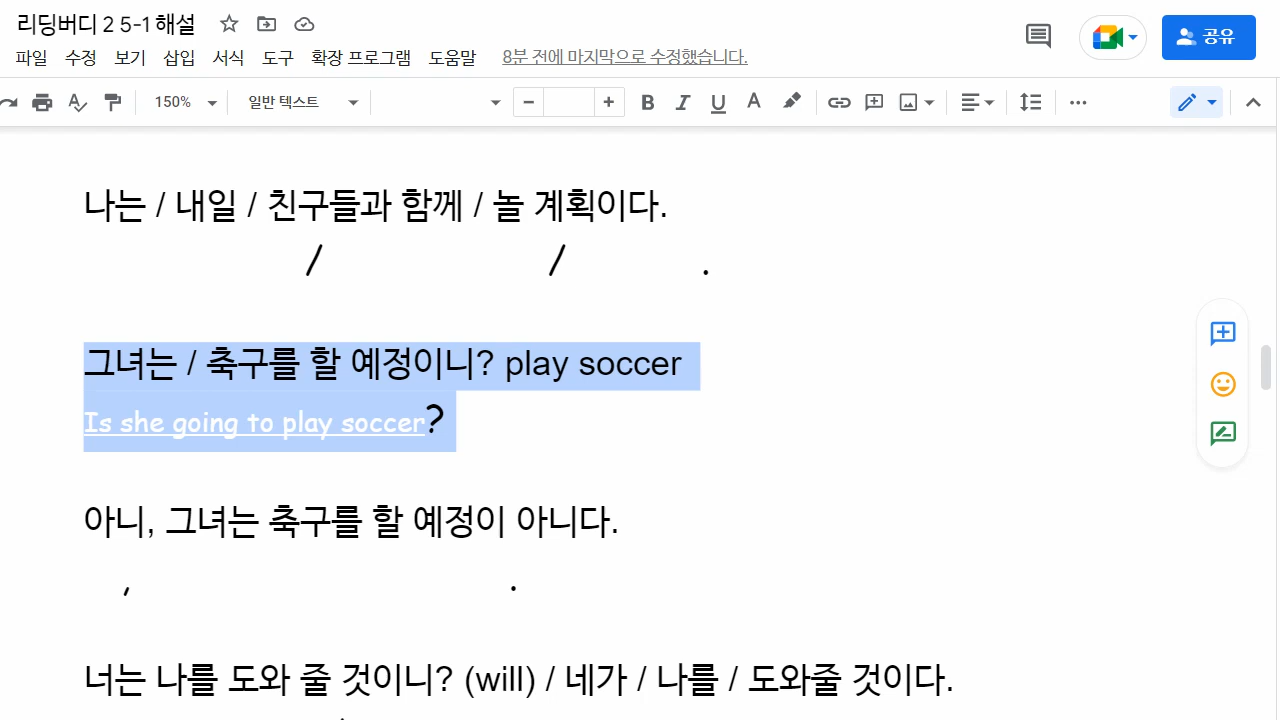 리딩버디 2 5-1 해설
파일 수정 보기 삽입 서식 도구 확장 프로그램 도움말 8분 전에 마지막으로 수정했습니다.
공유
150% 일반 텍스트
나는 / 내일 / 친구들과 함께 / 놀 계획이다.
/ / .
그녀는 / 축구를 할 예정이니? play soccer
Is she going to play soccer?
아니, 그녀는 축구를 할 예정이 아니다.
, .
너는 나를 도와 줄 것이니? (will) / 네가 / 나를 / 도와줄 것이다.